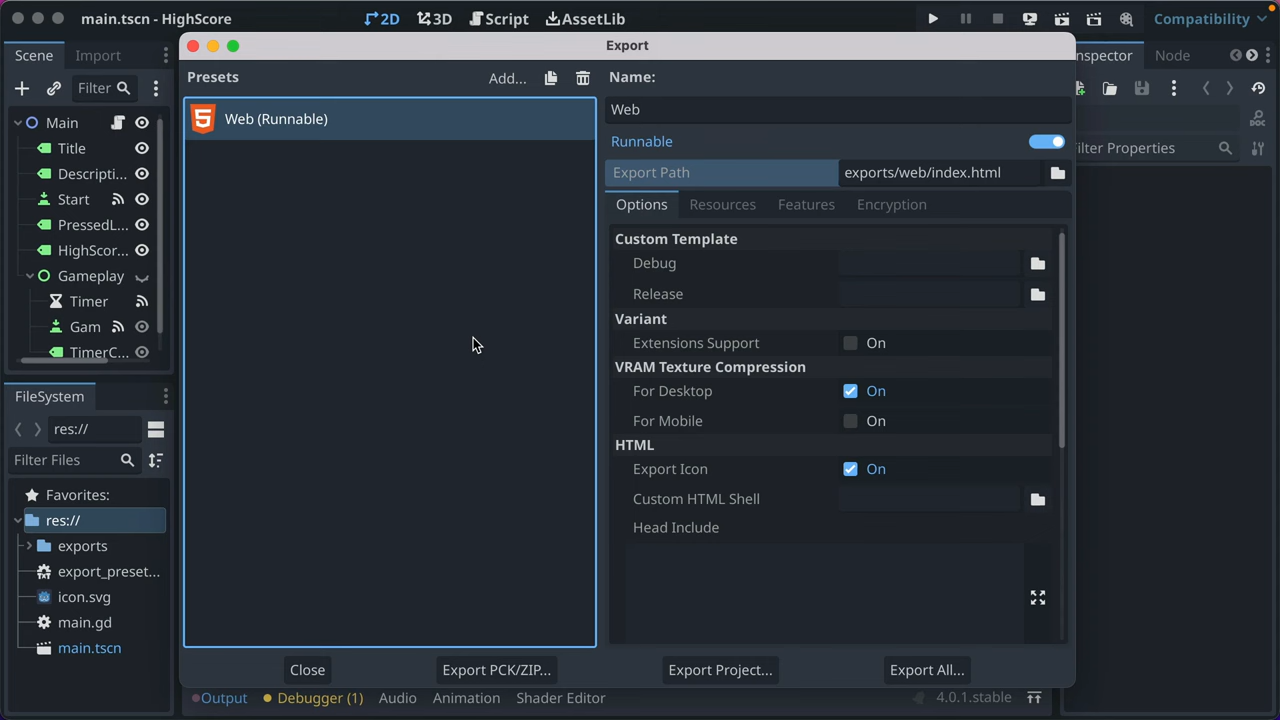 main.tscn - HighScore
2D
3D
Script
AssetLib
Compatibility
Export
Scene
Import
Filter
Main
Title
Descripti...
Start
PressedL...
HighScor...
Gameplay
Timer
Gam
TimerC...
FileSystem
res://
Filter Files
Favorites:
res://
exports
export_preset...
icon.svg
main.gd
main.tscn
Presets
Add...
Web (Runnable)
Name:
Web
Runnable
Export Path
exports/web/index.html
Options
Resources
Features
Encryption
Custom Template
Debug
Release
Variant
Extensions Support
On
VRAM Texture Compression
For Desktop
On
For Mobile
On
HTML
Export Icon
On
Custom HTML Shell
Head Include
Close
Export PCK/ZIP...
Export Project...
Export All...
nspector
Node
DOC
ilter Properties
Output
Debugger (1)
Audio
Animation
Shader Editor
4.0.1.stable